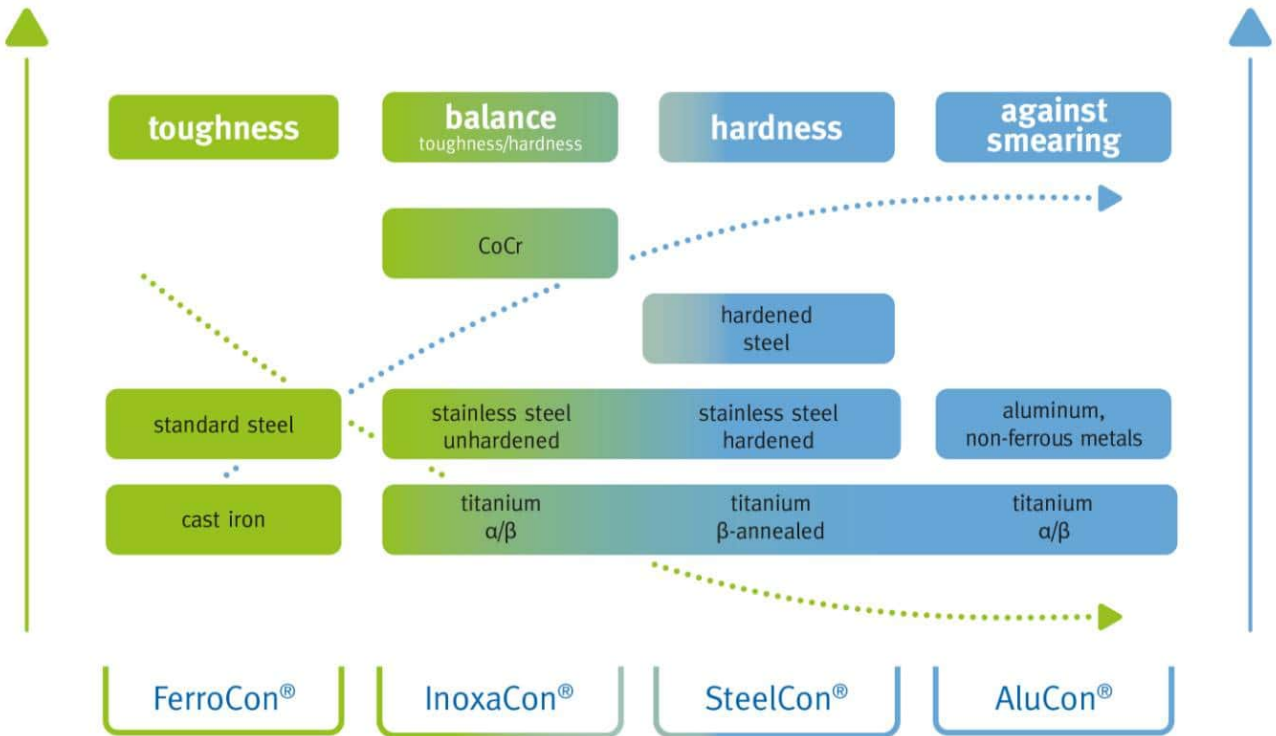 toughness
balance
toughness/hardness
hardness
against
smearing
CoCr
hardened
steel
standard steel
stainless steel
unhardened
stainless steel
hardened
aluminum,
non-ferrous metals
cast iron
titanium
α/β
titanium
β-annealed
titanium
α/β
FerroCon®
InoxaCon®
SteelCon®
AluCon®